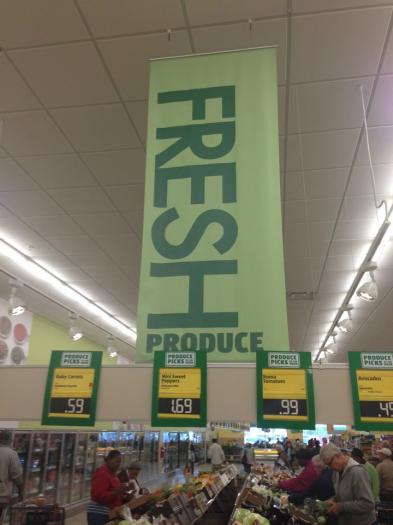 FRESH
PRODUCE
PRODUCE
PICKS
Baby Carrots
.59
PRODUCE
PICKS
Mini Sweet
Peppers
1.69
PRODUCE
PICKS
Roma
Tomatoes
.99
PRODUCE
PICKS
Avocados